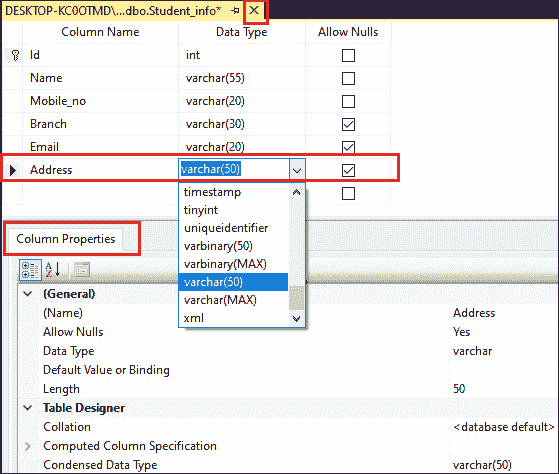 DESKTOP-KC0OTMD\...dbo.Student_info*
Column Name Data Type Allow Nulls
Id int
Name varchar(55)
Mobile_no varchar(20)
Branch varchar(30)
Email varchar(20)
Address varchar(50)
timestamp
tinyint
uniqueidentifier
varbinary(50)
varbinary(MAX)
varchar(50)
varchar(MAX)
xml
Column Properties
A
Z
(General)
(Name) Address
Allow Nulls Yes
Data Type varchar
Default Value or Binding
Length 50
Table Designer
Collation <database default>
Computed Column Specification
Condensed Data Type varchar(50)